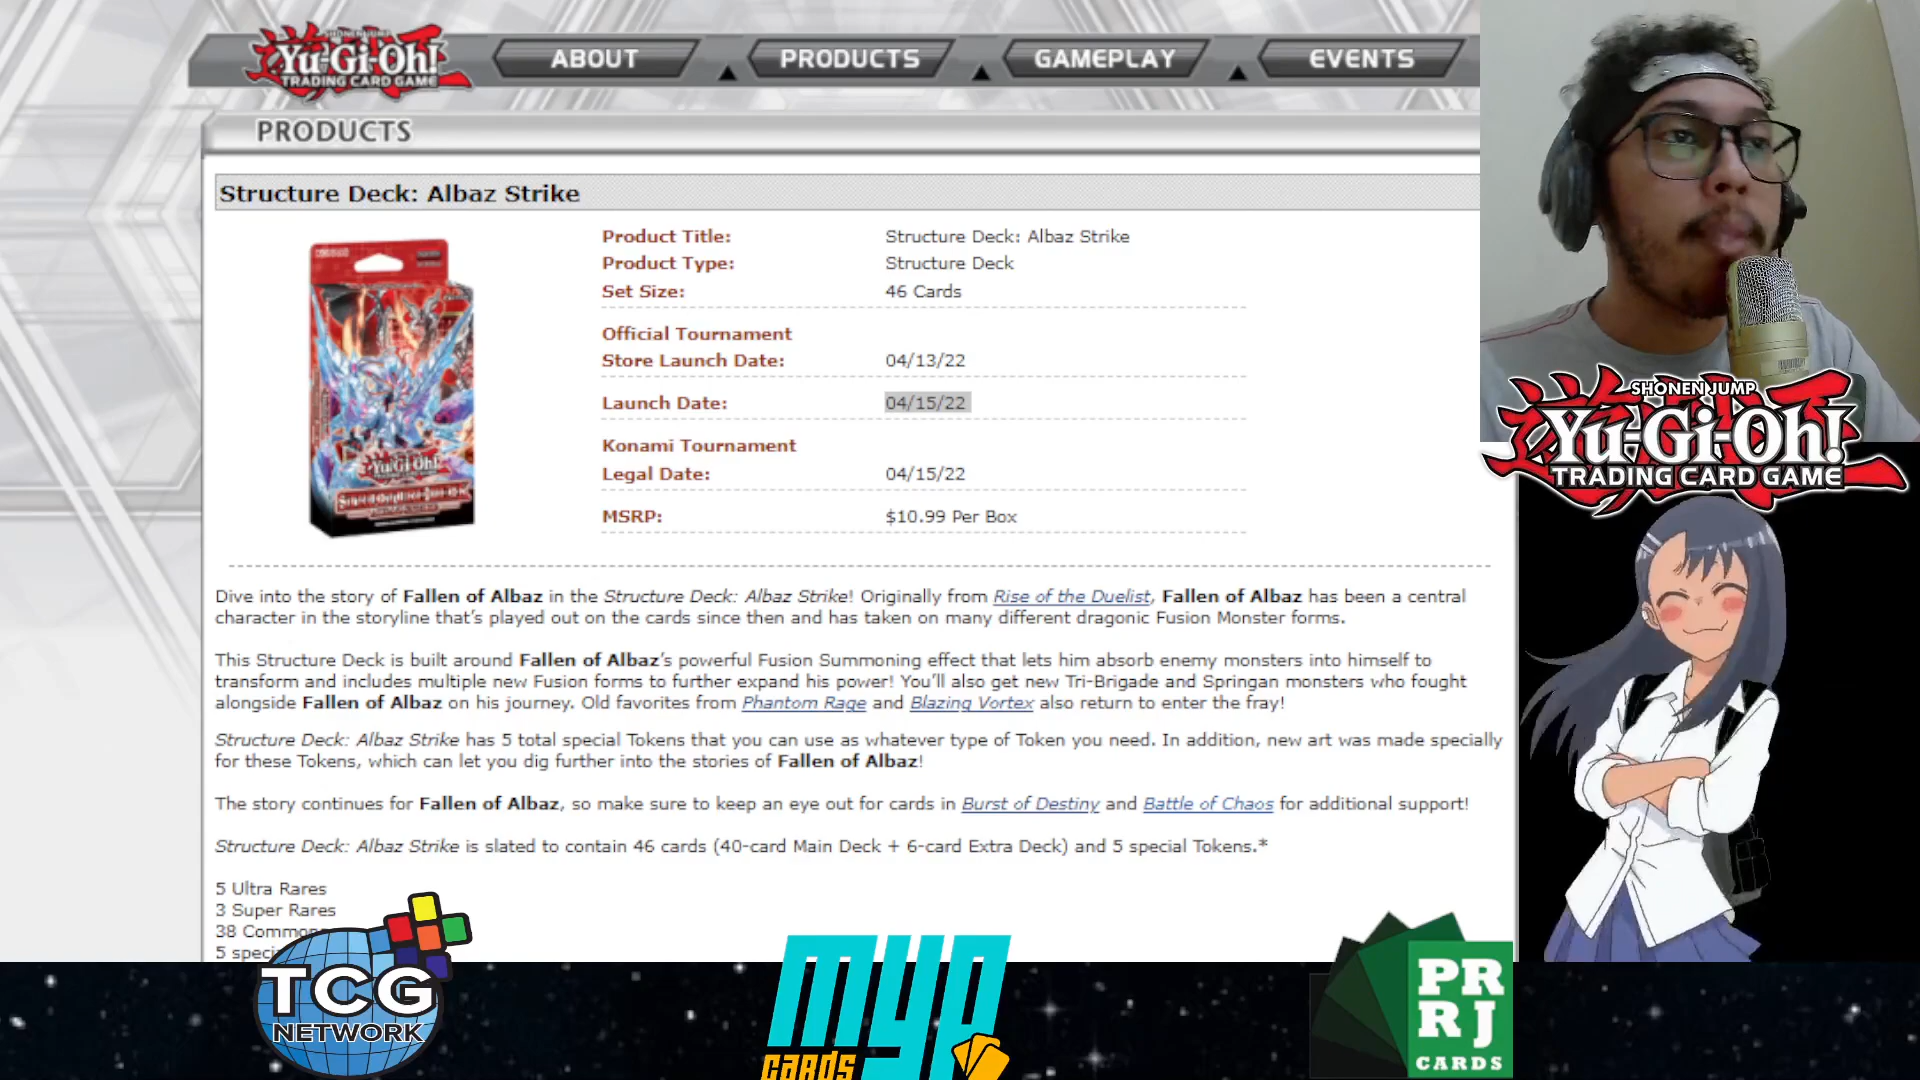 SHONEN JUMP
Yu-Gi-Oh!
TRADING CARD GAME
ABOUT
PRODUCTS
GAMEPLAY
EVENTS
PRODUCTS
Structure Deck: Albaz Strike
Product Title: Structure Deck: Albaz Strike
Product Type: Structure Deck
Set Size: 46 Cards
Official Tournament
Store Launch Date: 04/13/22
Launch Date: 04/15/22
Konami Tournament
Legal Date: 04/15/22
MSRP: $10.99 Per Box
Yu-Gi-Oh!
STRUCTURE DECK
Dive into the story of Fallen of Albaz in the Structure Deck: Albaz Strike! Originally from Rise of the Duelist, Fallen of Albaz has been a central
character in the storyline that's played out on the cards since then and has taken on many different dragonic Fusion Monster forms.
This Structure Deck is built around Fallen of Albaz's powerful Fusion Summoning effect that lets him absorb enemy monsters into himself to
transform and includes multiple new Fusion forms to further expand his power! You'll also get new Tri-Brigade and Springan monsters who fought
alongside Fallen of Albaz on his journey. Old favorites from Phantom Rage and Blazing Vortex also return to enter the fray!
Structure Deck: Albaz Strike has 5 total special Tokens that you can use as whatever type of Token you need. In addition, new art was made specially
for these Tokens, which can let you dig further into the stories of Fallen of Albaz!
The story continues for Fallen of Albaz, so make sure to keep an eye out for cards in Burst of Destiny and Battle of Chaos for additional support!
Structure Deck: Albaz Strike is slated to contain 46 cards (40-card Main Deck + 6-card Extra Deck) and 5 special Tokens.*
5 Ultra Rares
3 Super Rares
38 Common
5 speci
SHONEN JUMP
Yu-Gi-Oh!
TRADING CARD GAME
TCG
NETWORK
myp
cards
PR
RJ
CARDS